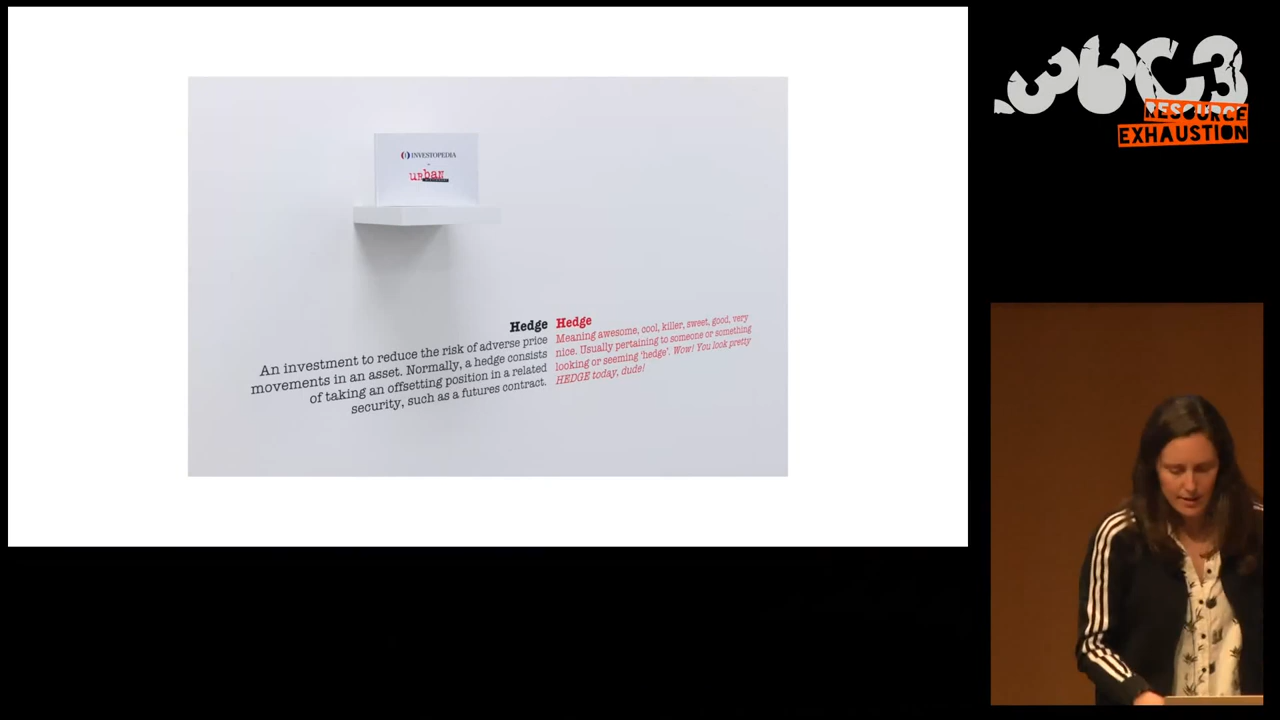 36C3
RESOURCE
EXHAUSTION
INVESTOPEDIA
urban
Hedge
An investment to reduce the risk of adverse price
movements in an asset. Normally, a hedge consists
of taking an offsetting position in a related
security, such as a futures contract.
Hedge
Meaning awesome, cool, killer, sweet, good, very
nice. Usually pertaining to someone or something
looking or seeming ‘hedge’. Wow! You look pretty
HEDGE today, dude!